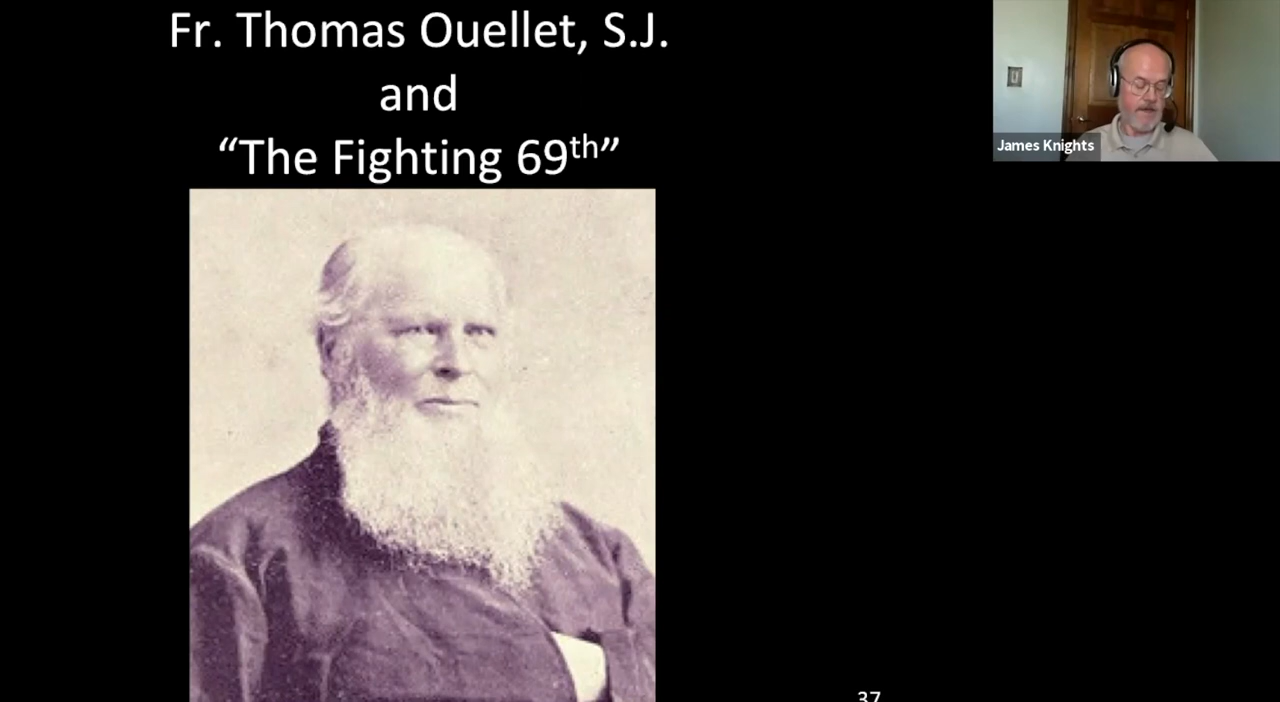 Fr. Thomas Ouellet, S.J.
and
“The Fighting 69th”
James Knights
37